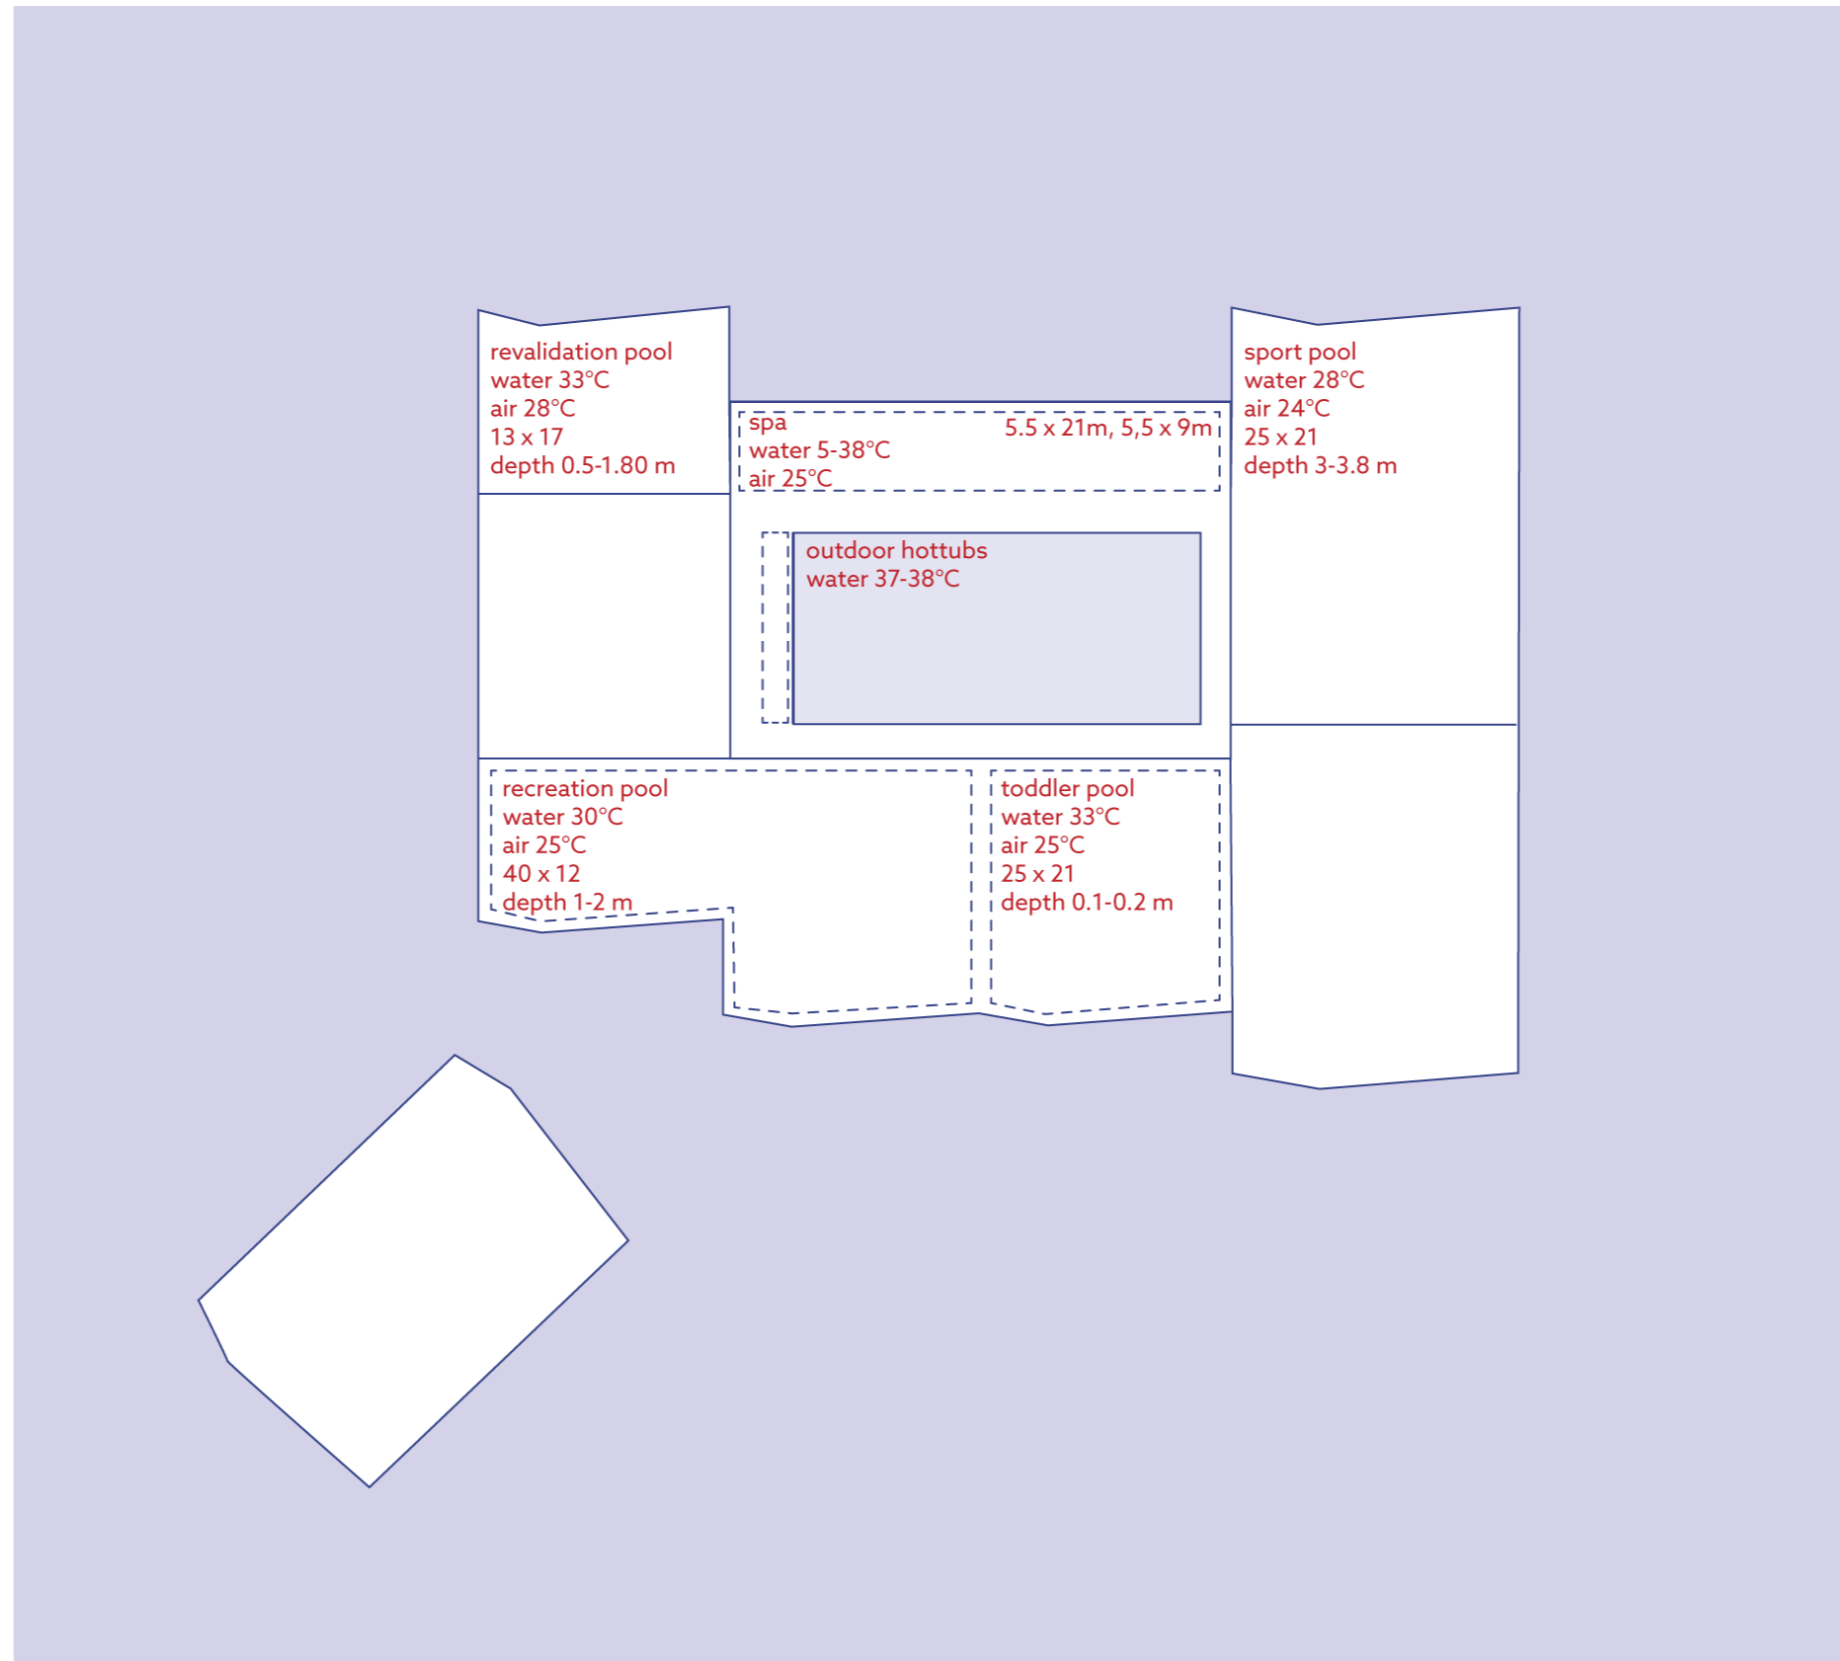 revalidation pool
water 33°C
air 28°C
13 x 17
depth 0.5-1.80 m
spa
water 5-38°C
air 25°C
5.5 x 21m, 5,5 x 9m
sport pool
water 28°C
air 24°C
25 x 21
depth 3-3.8 m
outdoor hottubs
water 37-38°C
recreation pool
water 30°C
air 25°C
40 x 12
depth 1-2 m
toddler pool
water 33°C
air 25°C
25 x 21
depth 0.1-0.2 m